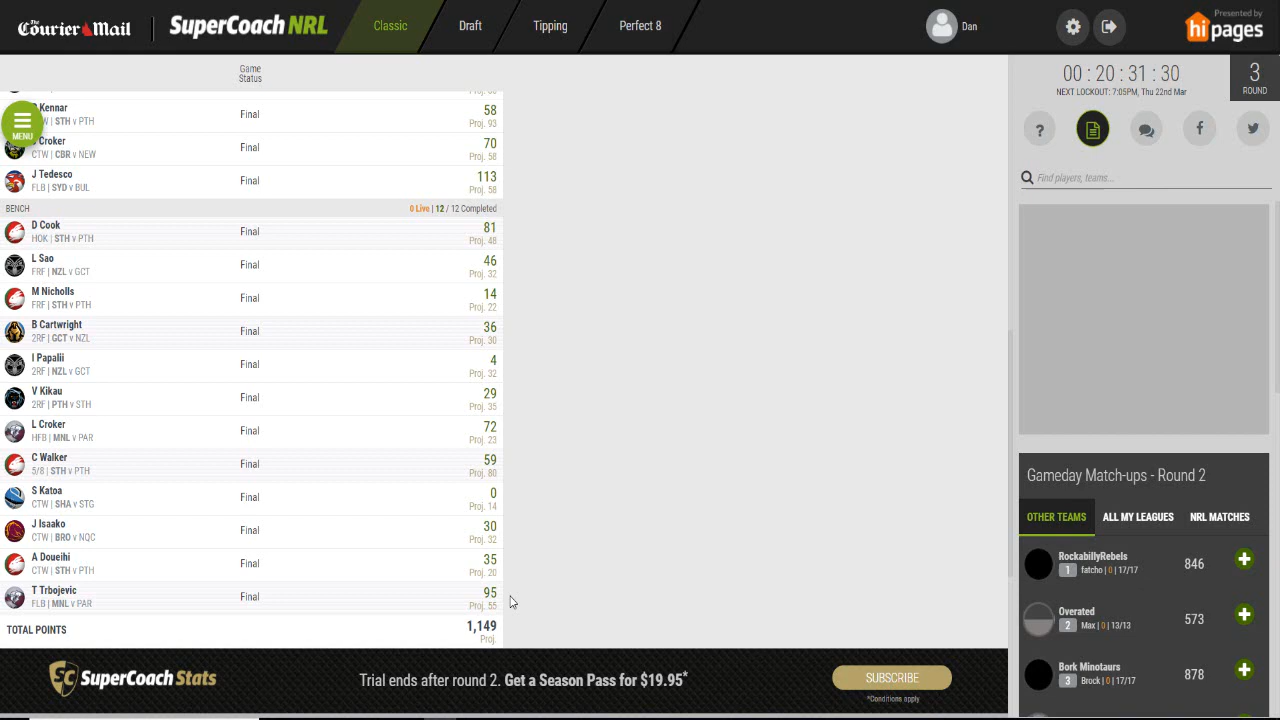 The Courier Mail
SuperCoach NRL
Classic
Draft
Tipping
Perfect 8
Dan
Presented by
hipages
Game
Status
00 : 20 : 31 : 30
NEXT LOCKOUT: 7:05PM, Thu 22nd Mar
3
ROUND
MENU
Kennar
STH v PTH
Final
58
Proj. 93
Croker
CTW | CBR v NEW
Final
70
Proj. 58
J Tedesco
FLB | SYD v BUL
Final
113
Proj. 58
BENCH
0 Live | 12 / 12 Completed
D Cook
HOK | STH v PTH
Final
81
Proj. 48
L Sao
FRF | NZL v GCT
Final
46
Proj. 32
M Nicholls
FRF | STH v PTH
Final
14
Proj. 22
B Cartwright
2RF | GCT v NZL
Final
36
Proj. 30
I Papalii
2RF | NZL v GCT
Final
4
Proj. 32
V Kikau
2RF | PTH v STH
Final
29
Proj. 35
L Croker
HFB | MNL v PAR
Final
72
Proj. 23
C Walker
5/8 | STH v PTH
Final
59
Proj. 80
S Katoa
CTW | SHA v STG
Final
0
Proj. 14
J Isaako
CTW | BRO v NQC
Final
30
Proj. 32
A Doueihi
CTW | STH v PTH
Final
35
Proj. 20
T Trbojevic
FLB | MNL v PAR
Final
95
Proj. 55
TOTAL POINTS
1,149
Proj.
?
Find players, teams...
Gameday Match-ups - Round 2
OTHER TEAMS
ALL MY LEAGUES
NRL MATCHES
RockabillyRebels
1 fatcho | 0 | 17/17
846
Overated
2 Max | 0 | 13/13
573
Bork Minotaurs
3 Brock | 0 | 17/17
878
SC SuperCoach Stats
Trial ends after round 2. Get a Season Pass for $19.95*
SUBSCRIBE
*Conditions apply